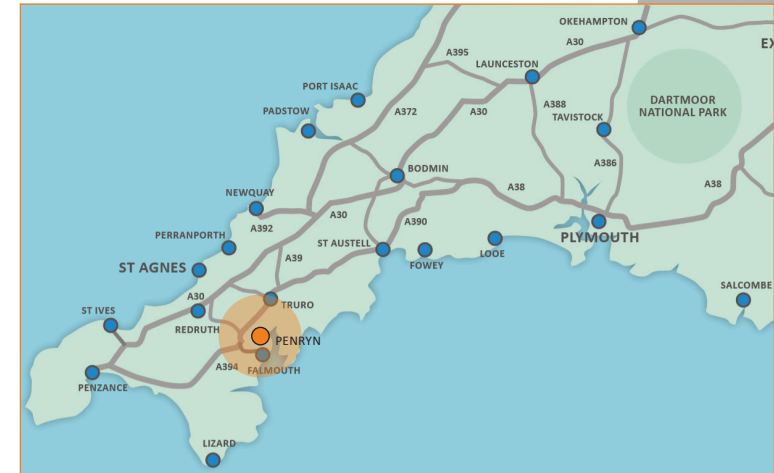 OKEHAMPTON
A30
EX
A395
LAUNCESTON
PORT ISAAC
A372
A30
A388
TAVISTOCK
DARTMOOR
NATIONAL PARK
PADSTOW
A386
BODMIN
A38
A38
NEWQUAY
A30
A392
A390
PERRANPORTH
ST AUSTELL
PLYMOUTH
A39
FOWEY
LOOE
ST AGNES
SALCOMBE
A30
TRURO
ST IVES
REDRUTH
PENRYN
A394
FALMOUTH
PENZANCE
LIZARD